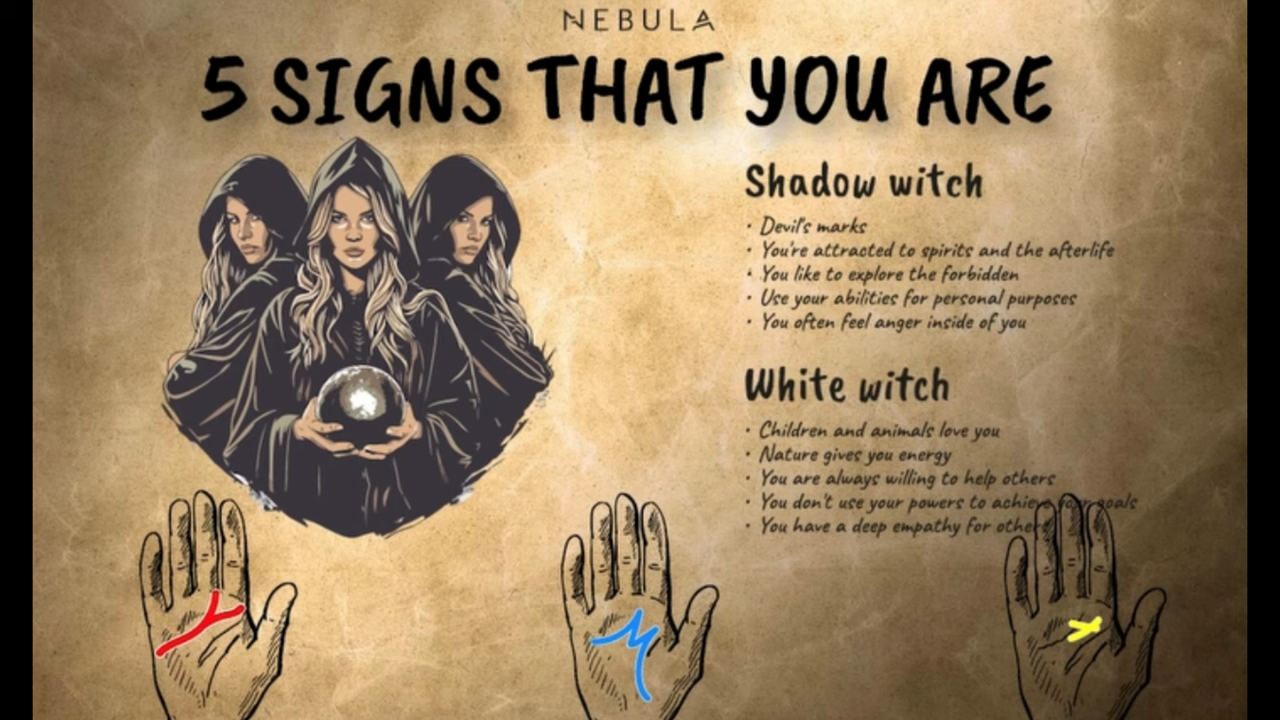 NEBULA
5 SIGNS THAT YOU ARE
Shadow witch
• Devil's marks
• You're attracted to spirits and the afterlife
• You like to explore the forbidden
• Use your abilities for personal purposes
• You often feel anger inside of you
White witch
• Children and animals love you
• Nature gives you energy
• You are always willing to help others
• You don't use your powers to achieve your goals
• You have a deep empathy for others